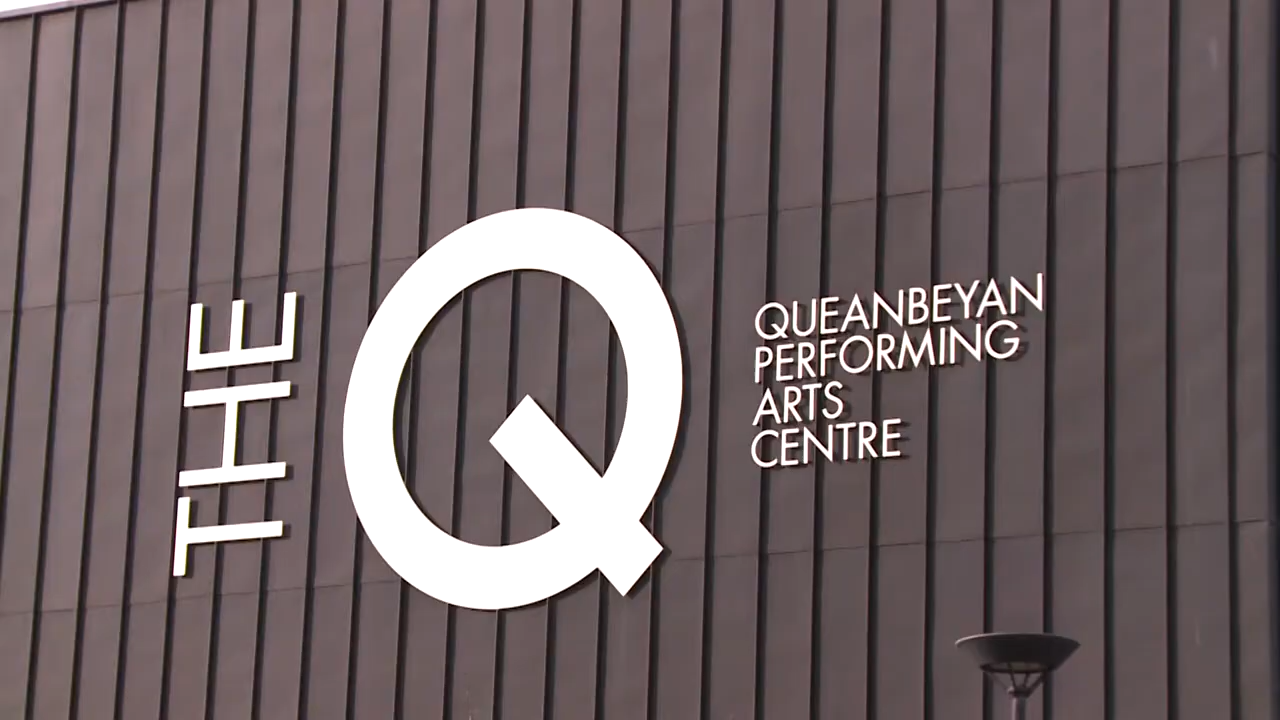 THE
Q
QUEANBEYAN
PERFORMING
ARTS
CENTRE